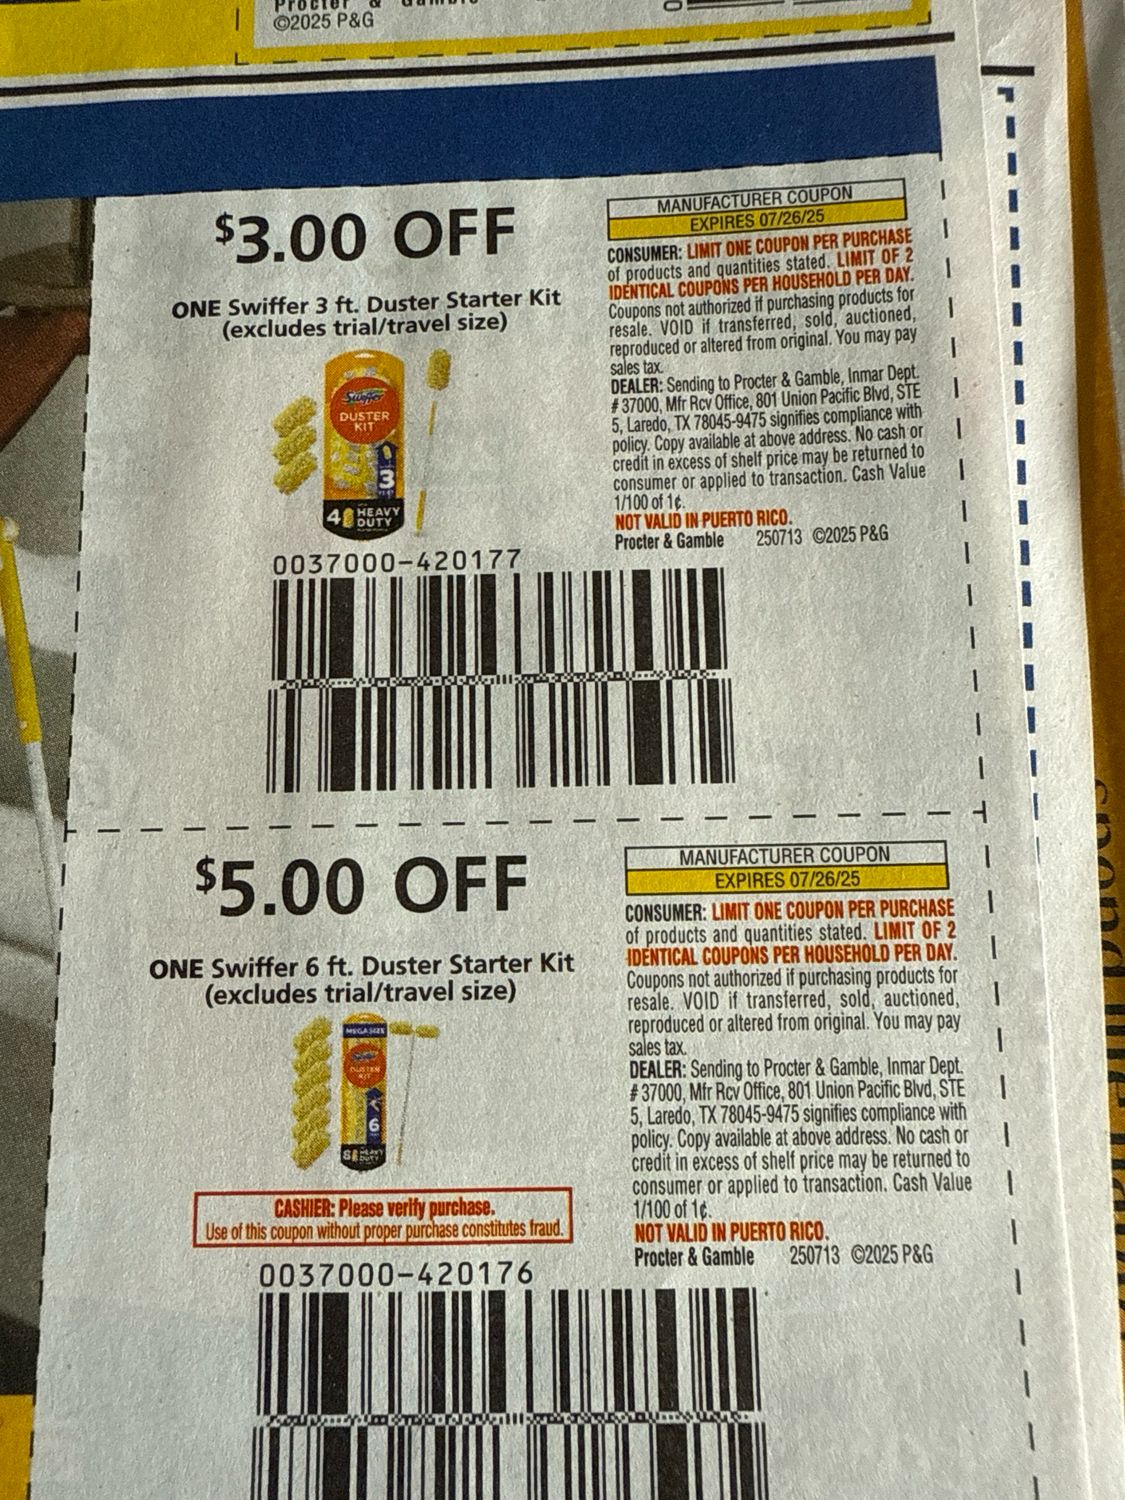 Procter & Gamble
©2025 P&G
$3.00 OFF
ONE Swiffer 3 ft. Duster Starter Kit
(excludes trial/travel size)
Swiffer
DUSTER
KIT
3
4 HEAVY
DUTY
MANUFACTURER COUPON
EXPIRES 07/26/25
CONSUMER: LIMIT ONE COUPON PER PURCHASE
of products and quantities stated. LIMIT OF 2
IDENTICAL COUPONS PER HOUSEHOLD PER DAY.
Coupons not authorized if purchasing products for
resale. VOID if transferred, sold, auctioned,
reproduced or altered from original. You may pay
sales tax.
DEALER: Sending to Procter & Gamble, Inmar Dept.
# 37000, Mfr Rcv Office, 801 Union Pacific Blvd, STE
5, Laredo, TX 78045-9475 signifies compliance with
policy. Copy available at above address. No cash or
credit in excess of shelf price may be returned to
consumer or applied to transaction. Cash Value
1/100 of 1¢.
NOT VALID IN PUERTO RICO.
Procter & Gamble 250713 ©2025 P&G
0037000-420177
$5.00 OFF
ONE Swiffer 6 ft. Duster Starter Kit
(excludes trial/travel size)
MEGA SIZE
Swiffer
DUSTER
KIT
6
8 HEAVY
DUTY
CASHIER: Please verify purchase.
Use of this coupon without proper purchase constitutes fraud.
MANUFACTURER COUPON
EXPIRES 07/26/25
CONSUMER: LIMIT ONE COUPON PER PURCHASE
of products and quantities stated. LIMIT OF 2
IDENTICAL COUPONS PER HOUSEHOLD PER DAY.
Coupons not authorized if purchasing products for
resale. VOID if transferred, sold, auctioned,
reproduced or altered from original. You may pay
sales tax.
DEALER: Sending to Procter & Gamble, Inmar Dept.
# 37000, Mfr Rcv Office, 801 Union Pacific Blvd, STE
5, Laredo, TX 78045-9475 signifies compliance with
policy. Copy available at above address. No cash or
credit in excess of shelf price may be returned to
consumer or applied to transaction. Cash Value
1/100 of 1¢.
NOT VALID IN PUERTO RICO.
Procter & Gamble 250713 ©2025 P&G
0037000-420176